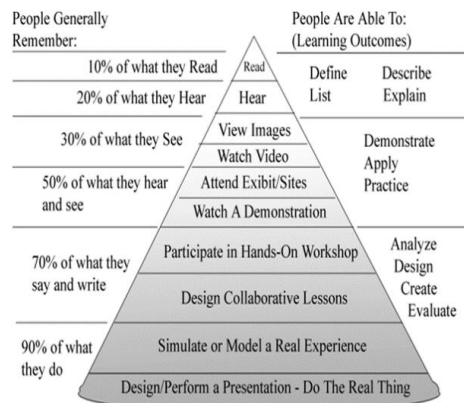 People Generally
Remember:
10% of what they Read
20% of what they Hear
30% of what they See
50% of what they hear
and see
70% of what they
say and write
90% of what
they do
Read
Hear
View Images
Watch Video
Attend Exibit/Sites
Watch A Demonstration
Participate in Hands-On Workshop
Design Collaborative Lessons
Simulate or Model a Real Experience
Design/Perform a Presentation - Do The Real Thing
People Are Able To:
(Learning Outcomes)
Define Describe
List Explain
Demonstrate
Apply
Practice
Analyze
Design
Create
Evaluate